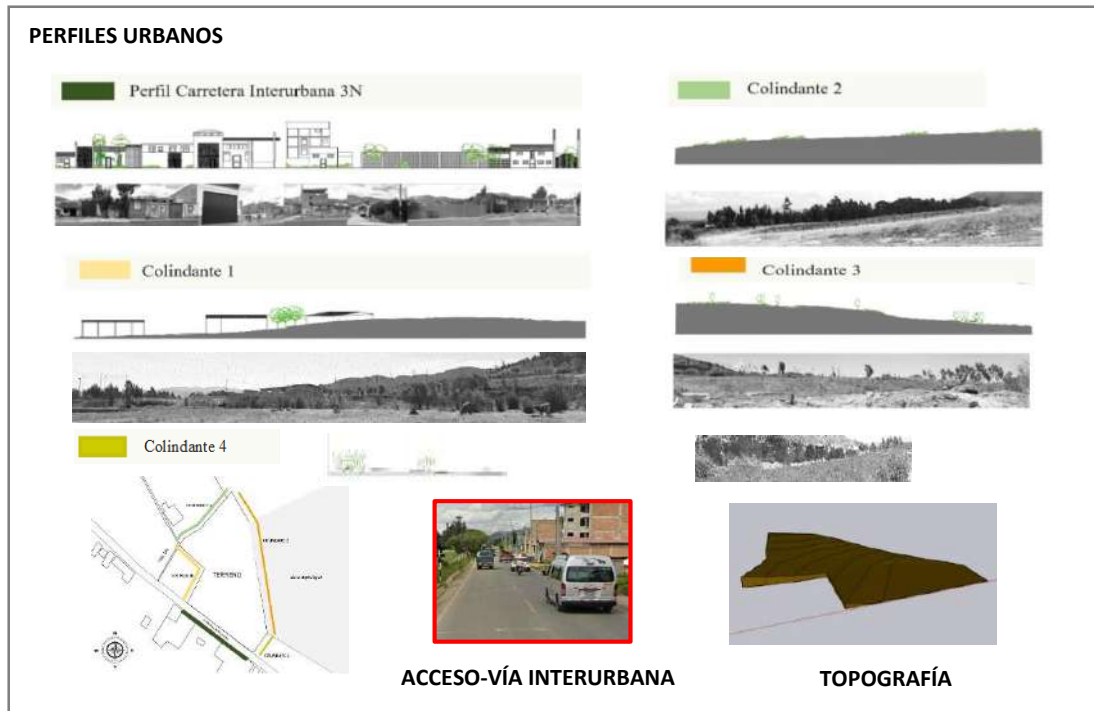 PERFILES URBANOS
Perfil Carretera Interurbana 3N
Colindante 2
Colindante 1
Colindante 3
Colindante 4
TERRENO
ACCESO-VÍA INTERURBANA
TOPOGRAFÍA